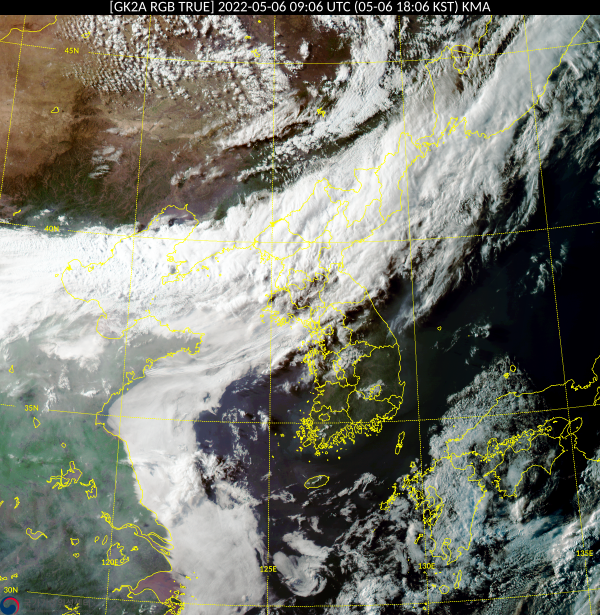 [GK2A RGB TRUE] 2022-05-06 09:06 UTC (05-06 18:06 KST) KMA
45N
40N
35N
120E
125E
130E
135E
30N